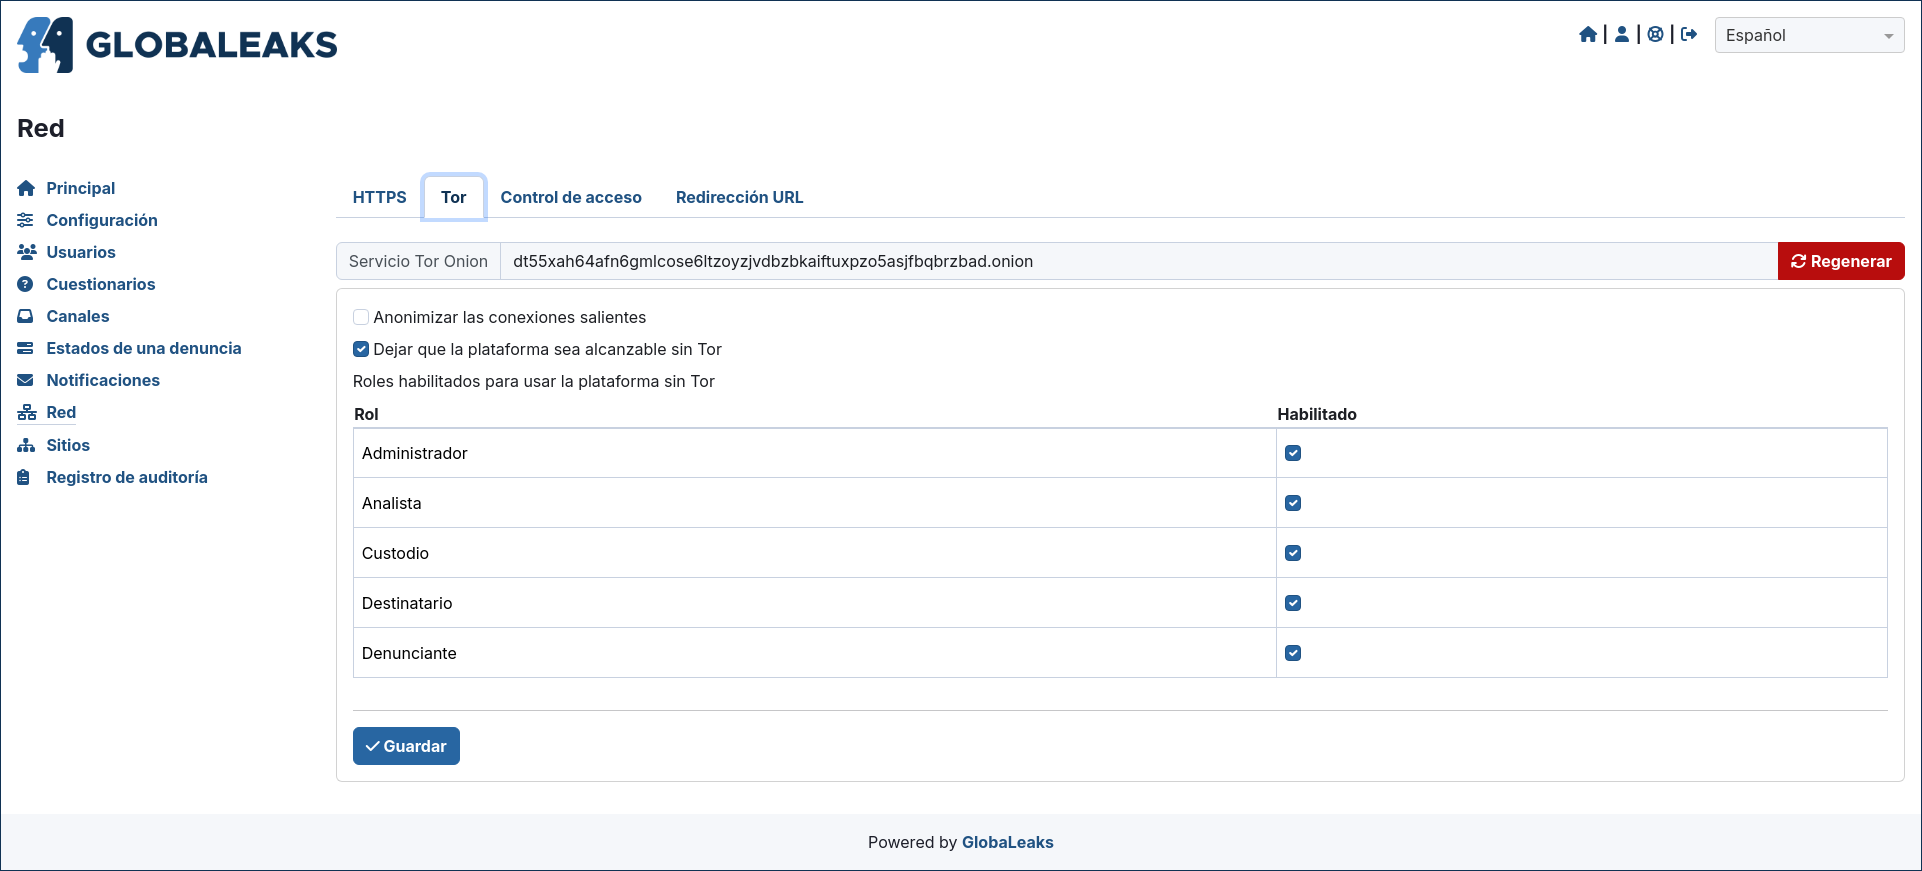 GLOBALEAKS
Español
Red
Principal
Configuración
Usuarios
Cuestionarios
Canales
Estados de una denuncia
Notificaciones
Red
Sitios
Registro de auditoría
HTTPS
Tor
Control de acceso
Redirección URL
Servicio Tor Onion
dt55xah64afn6gmlcose6ltzoyzjvdbzbkaiftuxpzo5asjfbqbrzbad.onion
Regenerar
Anonimizar las conexiones salientes
Dejar que la plataforma sea alcanzable sin Tor
Roles habilitados para usar la plataforma sin Tor
Rol Habilitado
Administrador
Analista
Custodio
Destinatario
Denunciante
Guardar
Powered by GlobaLeaks